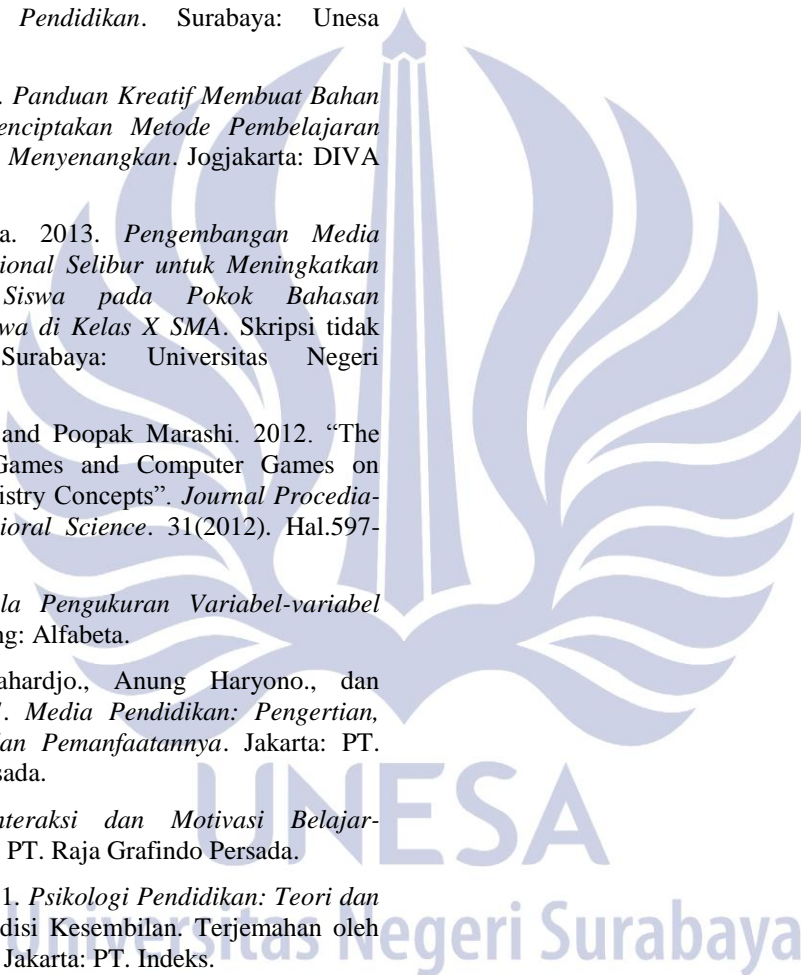 Pendidikan. Surabaya: Unesa
. Panduan Kreatif Membuat Bahan
enciptakan Metode Pembelajaran
Menyenangkan. Jogjakarta: DIVA
a. 2013. Pengembangan Media
ional Selibur untuk Meningkatkan
Siswa pada Pokok Bahasan
wa di Kelas X SMA. Skripsi tidak
Surabaya: Universitas Negeri
and Poopak Marashi. 2012. “The
Games and Computer Games on
istry Concepts”. Journal Procedia-
ioral Science. 31(2012). Hal.597-
la Pengukuran Variabel-variabel
ng: Alfabeta.
ahardjo., Anung Haryono., dan
. Media Pendidikan: Pengertian,
an Pemanfaatannya. Jakarta: PT.
sada.
nteraksi dan Motivasi Belajar-
PT. Raja Grafindo Persada.
1. Psikologi Pendidikan: Teori dan
disi Kesembilan. Terjemahan oleh
Jakarta: PT. Indeks.
UNESA
Universitas Negeri Surabaya